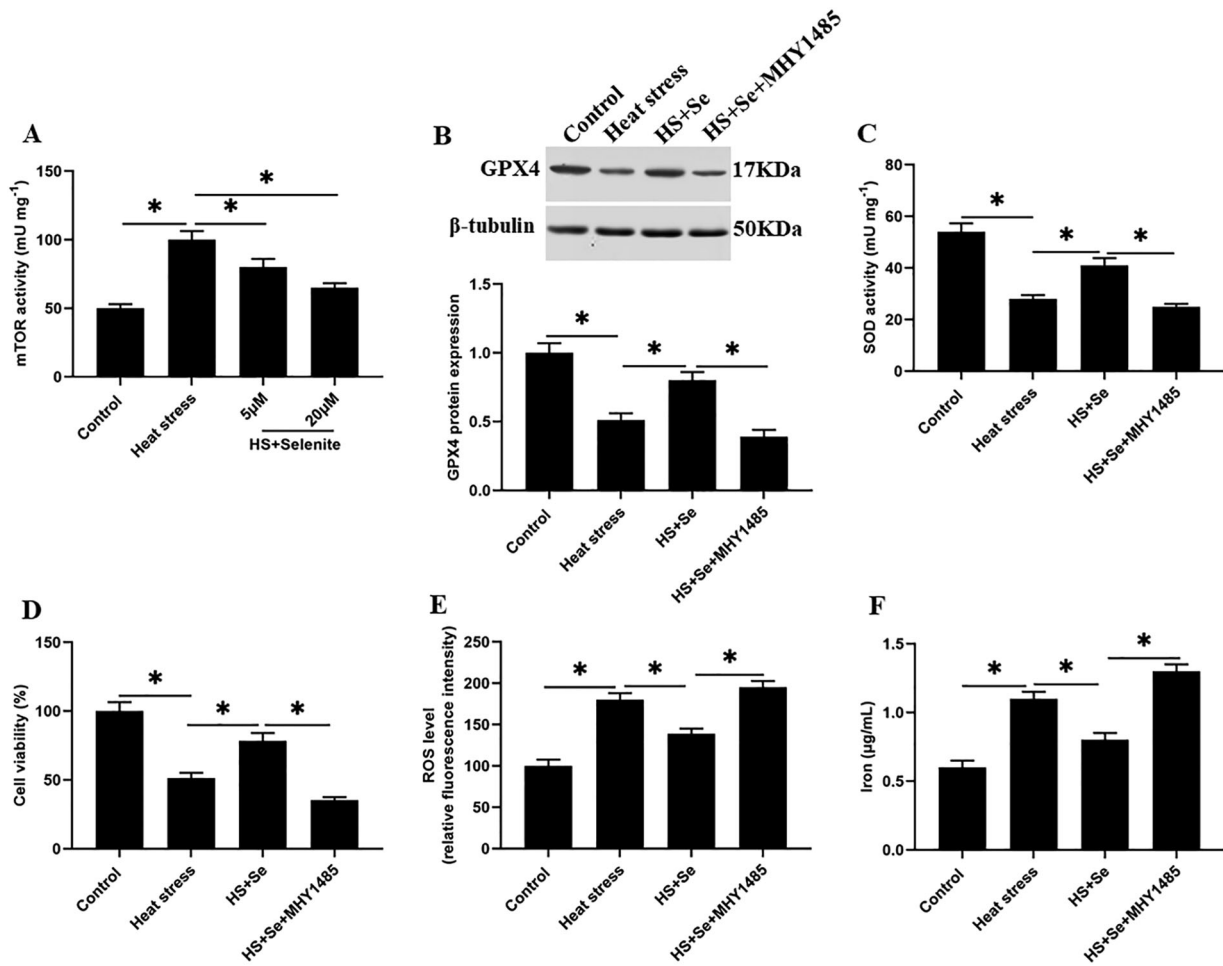 A
mTOR activity (mU mg⁻¹)
150
100
50
0
*
*
*
Control
Heat stress
5μM
20μM
HS+Selenite
B
Control
Heat stress
HS+Se
HS+Se+MHY1485
GPX4
17KDa
β-tubulin
50KDa
GPX4 protein expression
1.5
1.0
0.5
0.0
*
*
*
Control
Heat stress
HS+Se
HS+Se+MHY1485
C
SOD activity (mU mg⁻¹)
80
60
40
20
0
*
*
*
Control
Heat stress
HS+Se
HS+Se+MHY1485
D
Cell viability (%)
150
100
50
0
*
*
*
Control
Heat stress
HS+Se
HS+Se+MHY1485
E
ROS level
(relative fluorescence intensity)
250
200
150
100
50
0
*
*
*
Control
Heat stress
HS+Se
HS+Se+MHY1485
F
Iron (μg/mL)
1.5
1.0
0.5
0.0
*
*
*
Control
Heat stress
HS+Se
HS+Se+MHY1485